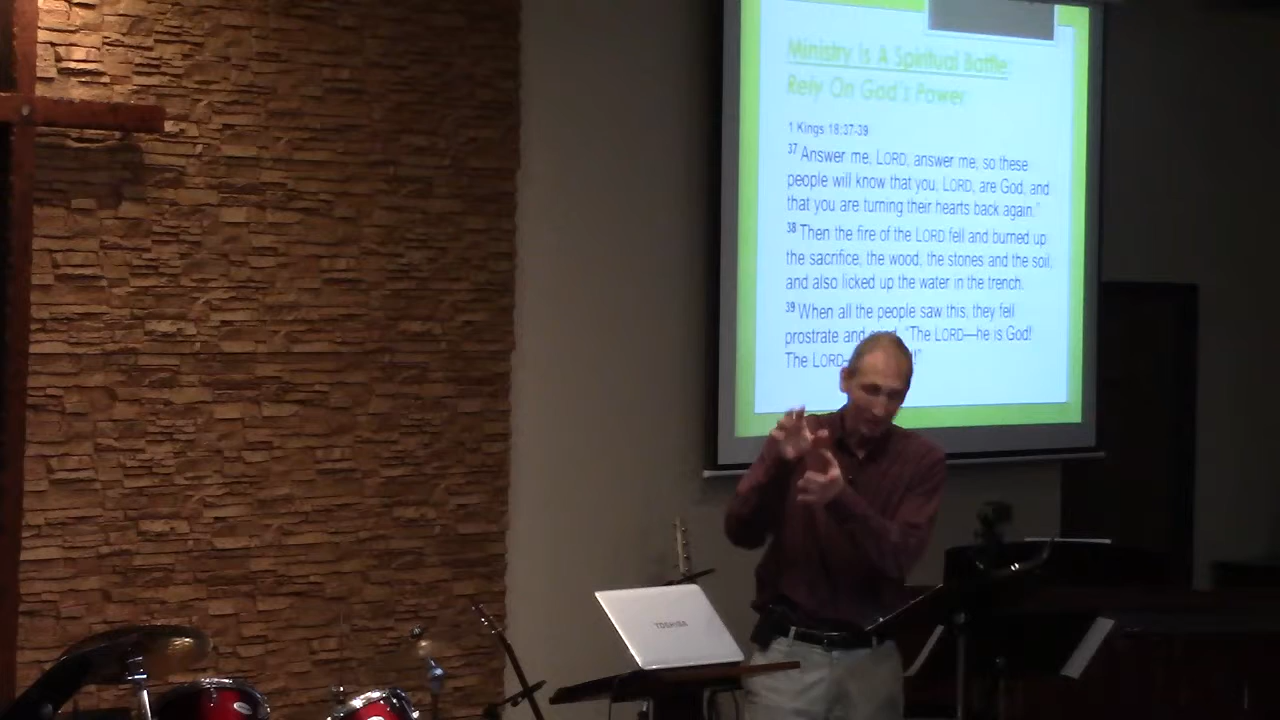 Ministry Is A Spiritual Battle:
Rely On God's Power
1 Kings 18:37-39
37 Answer me, LORD, answer me, so these
people will know that you, LORD, are God, and
that you are turning their hearts back again."
38 Then the fire of the LORD fell and burned up
the sacrifice, the wood, the stones and the soil,
and also licked up the water in the trench.
39 When all the people saw this, they fell
prostrate and "The LORD—he is God!
The LORD—
TOSHIBA